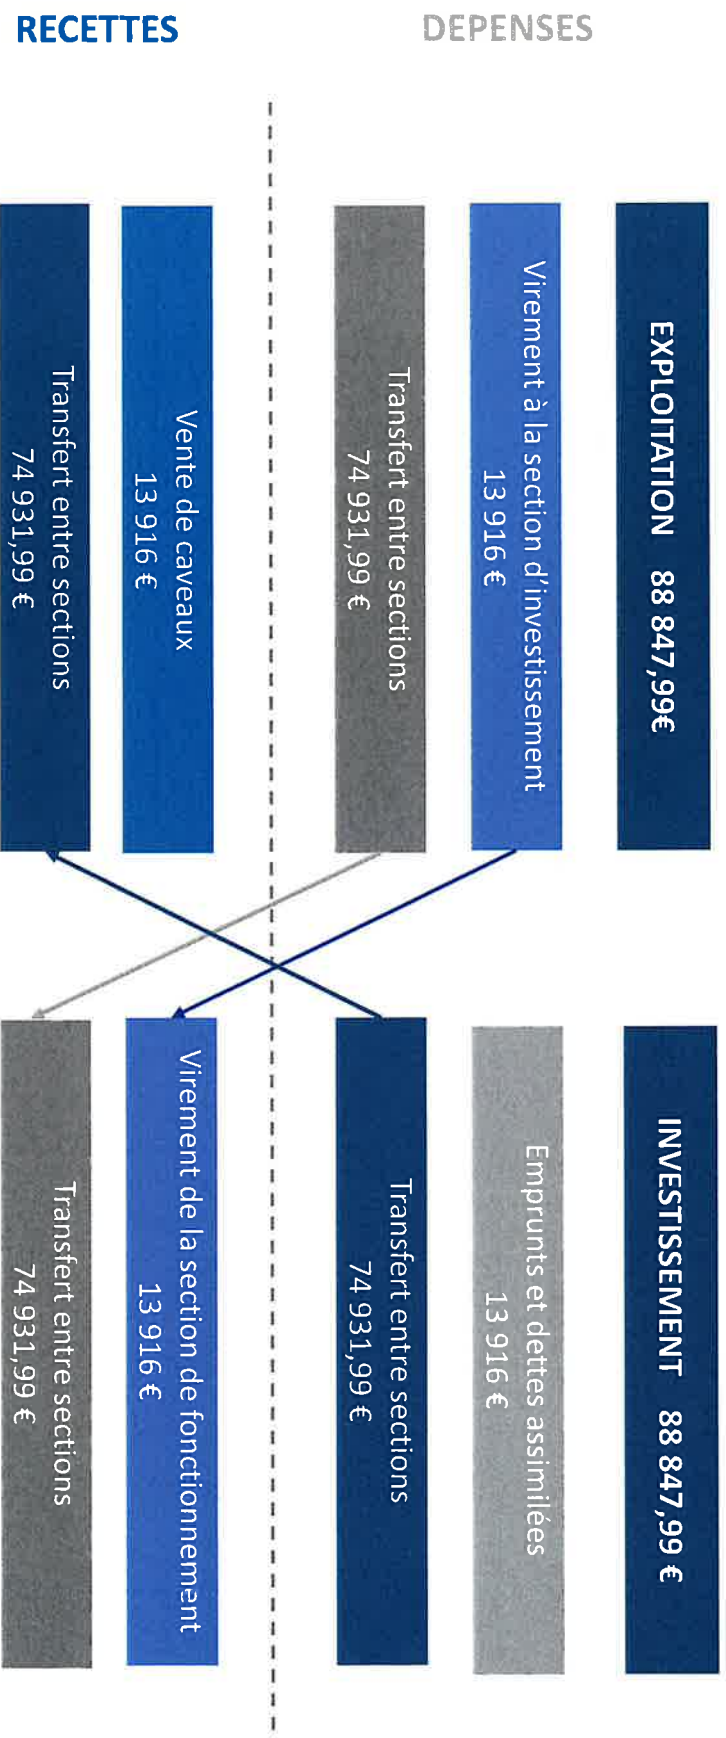 RECETTES
DEPENSES
EXPLOITATION 88 847,99€
Virement à la section d'investissement
13 916 €
Transfert entre sections
74 931,99 €
Vente de caveaux
13 916 €
Transfert entre sections
74 931,99 €
INVESTISSEMENT 88 847,99 €
Emprunts et dettes assimilées
13 916 €
Transfert entre sections
74 931,99 €
Virement de la section de fonctionnement
13 916 €
Transfert entre sections
74 931,99 €